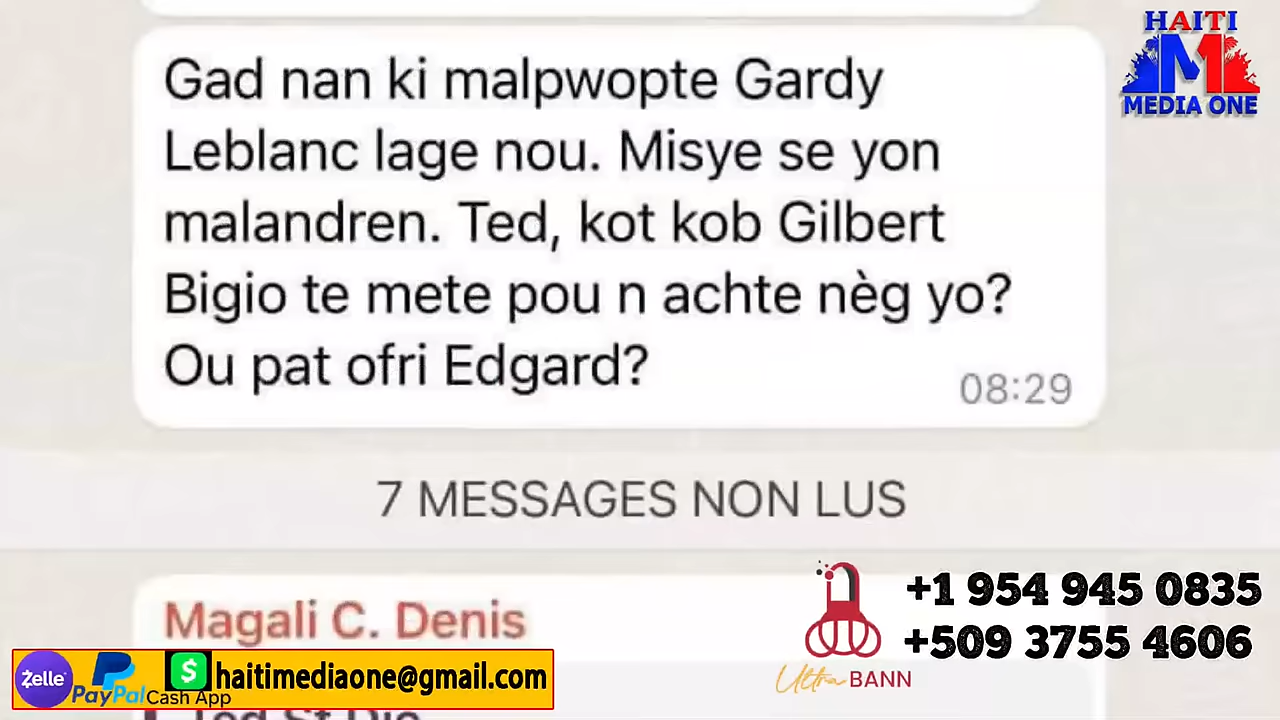 HAITI
M
MEDIA ONE
Gad nan ki malpwopte Gardy
Leblanc lage nou. Misye se yon
malandren. Ted, kot kob Gilbert
Bigio te mete pou n achte nèg yo?
Ou pat ofri Edgard?
08:29
7 MESSAGES NON LUS
Magali C. Denis
+1 954 945 0835
+509 3755 4606
Ultra BANN
Zelle
PayPal
$
Cash App
haitimediaone@gmail.com